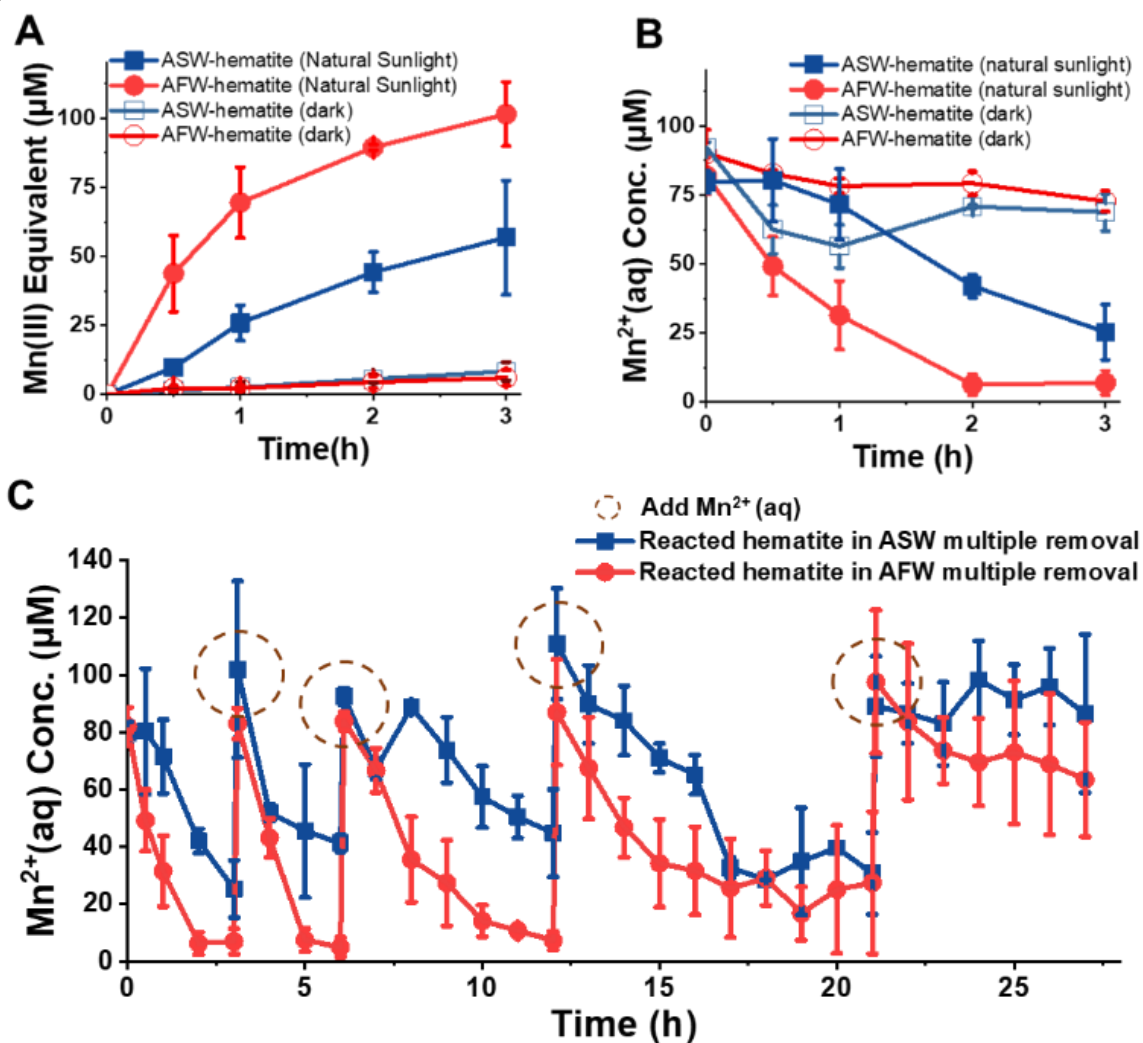 A
ASW-hematite (Natural Sunlight)
AFW-hematite (Natural Sunlight)
ASW-hematite (dark)
AFW-hematite (dark)
Mn(III) Equivalent (µM)
100
75
50
25
0
0 1 2 3
Time(h)
B
ASW-hematite (natural sunlight)
AFW-hematite (natural sunlight)
ASW-hematite (dark)
AFW-hematite (dark)
Mn²⁺(aq) Conc. (µM)
100
75
50
25
0
0 1 2 3
Time (h)
C
Add Mn²⁺ (aq)
Reacted hematite in ASW multiple removal
Reacted hematite in AFW multiple removal
Mn²⁺(aq) Conc. (µM)
140
120
100
80
60
40
20
0
0 5 10 15 20 25
Time (h)